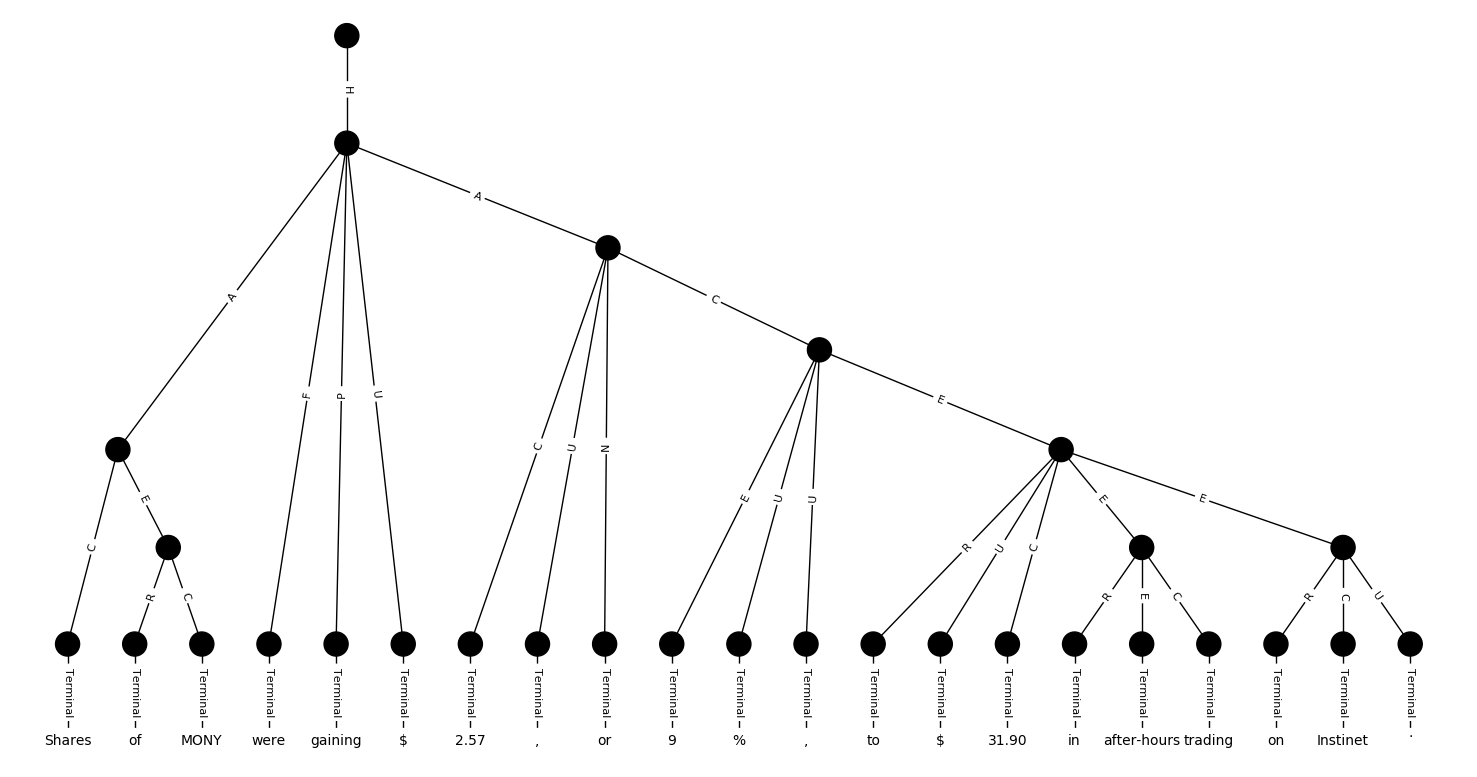 H
A
A
C
F
P
U
E
C
U
N
E
E
U
U
E
E
C
R
U
C
R
C
R
E
C
R
C
U
Terminal Terminal Terminal Terminal Terminal Terminal Terminal Terminal Terminal Terminal Terminal Terminal Terminal Terminal Terminal Terminal Terminal Terminal Terminal Terminal Terminal
Shares of MONY were gaining $ 2.57 , or 9 % , to $ 31.90 in after-hours trading on Instinet .